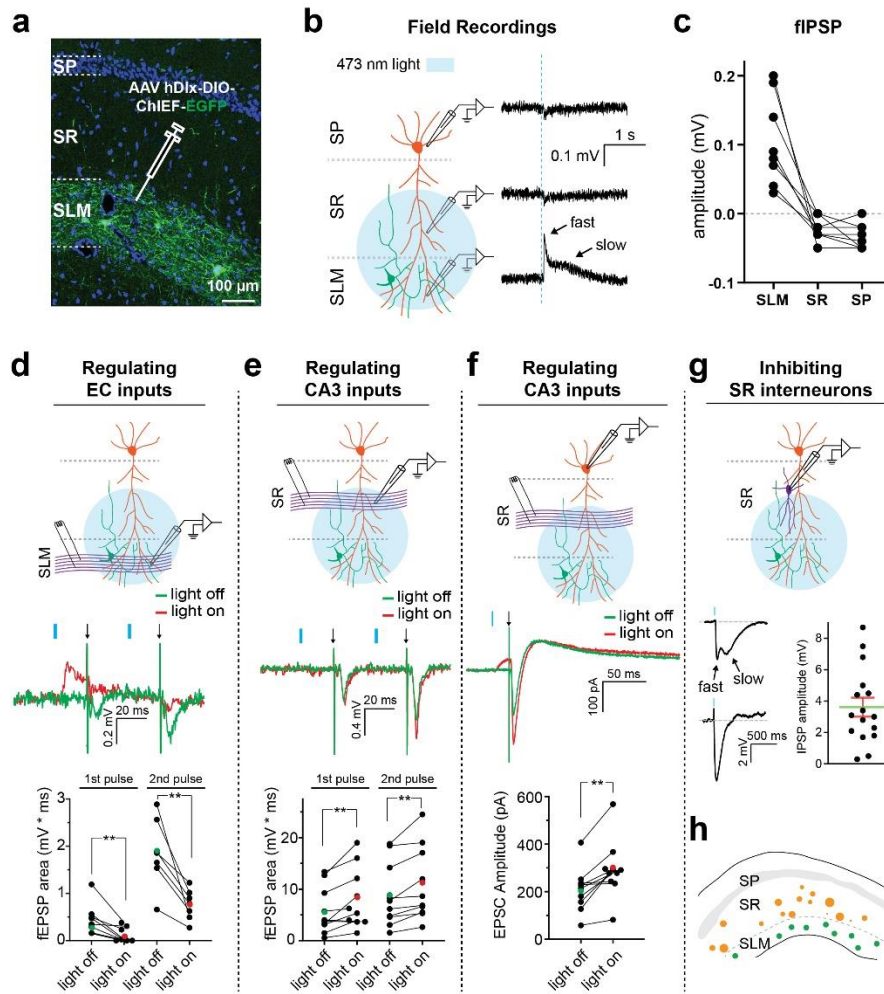 a
SP
AAV hDlx-DIO-
ChIEF-EGFP
SR
SLM
100 µm
b
Field Recordings
473 nm light
SP
SR
SLM
1 s
0.1 mV
fast
slow
c
fIPSP
amplitude (mV)
0.2
0.1
0.0
-0.1
SLM
SR
SP
d
Regulating
EC inputs
SLM
light off
light on
0.2 mV
20 ms
1st pulse
2nd pulse
fEPSP area (mV * ms)
3
2
1
0
**
**
light off
light on
light off
light on
e
Regulating
CA3 inputs
SR
light off
light on
0.4 mV
20 ms
1st pulse
2nd pulse
fEPSP area (mV * ms)
20
10
0
**
**
light off
light on
light off
light on
f
Regulating
CA3 inputs
SR
light off
light on
100 pA
50 ms
EPSC Amplitude (pA)
600
400
200
0
**
light off
light on
g
Inhibiting
SR interneurons
SR
fast
slow
2 mV
500 ms
IPSP amplitude (mV)
8
6
4
2
0
h
SP
SR
SLM